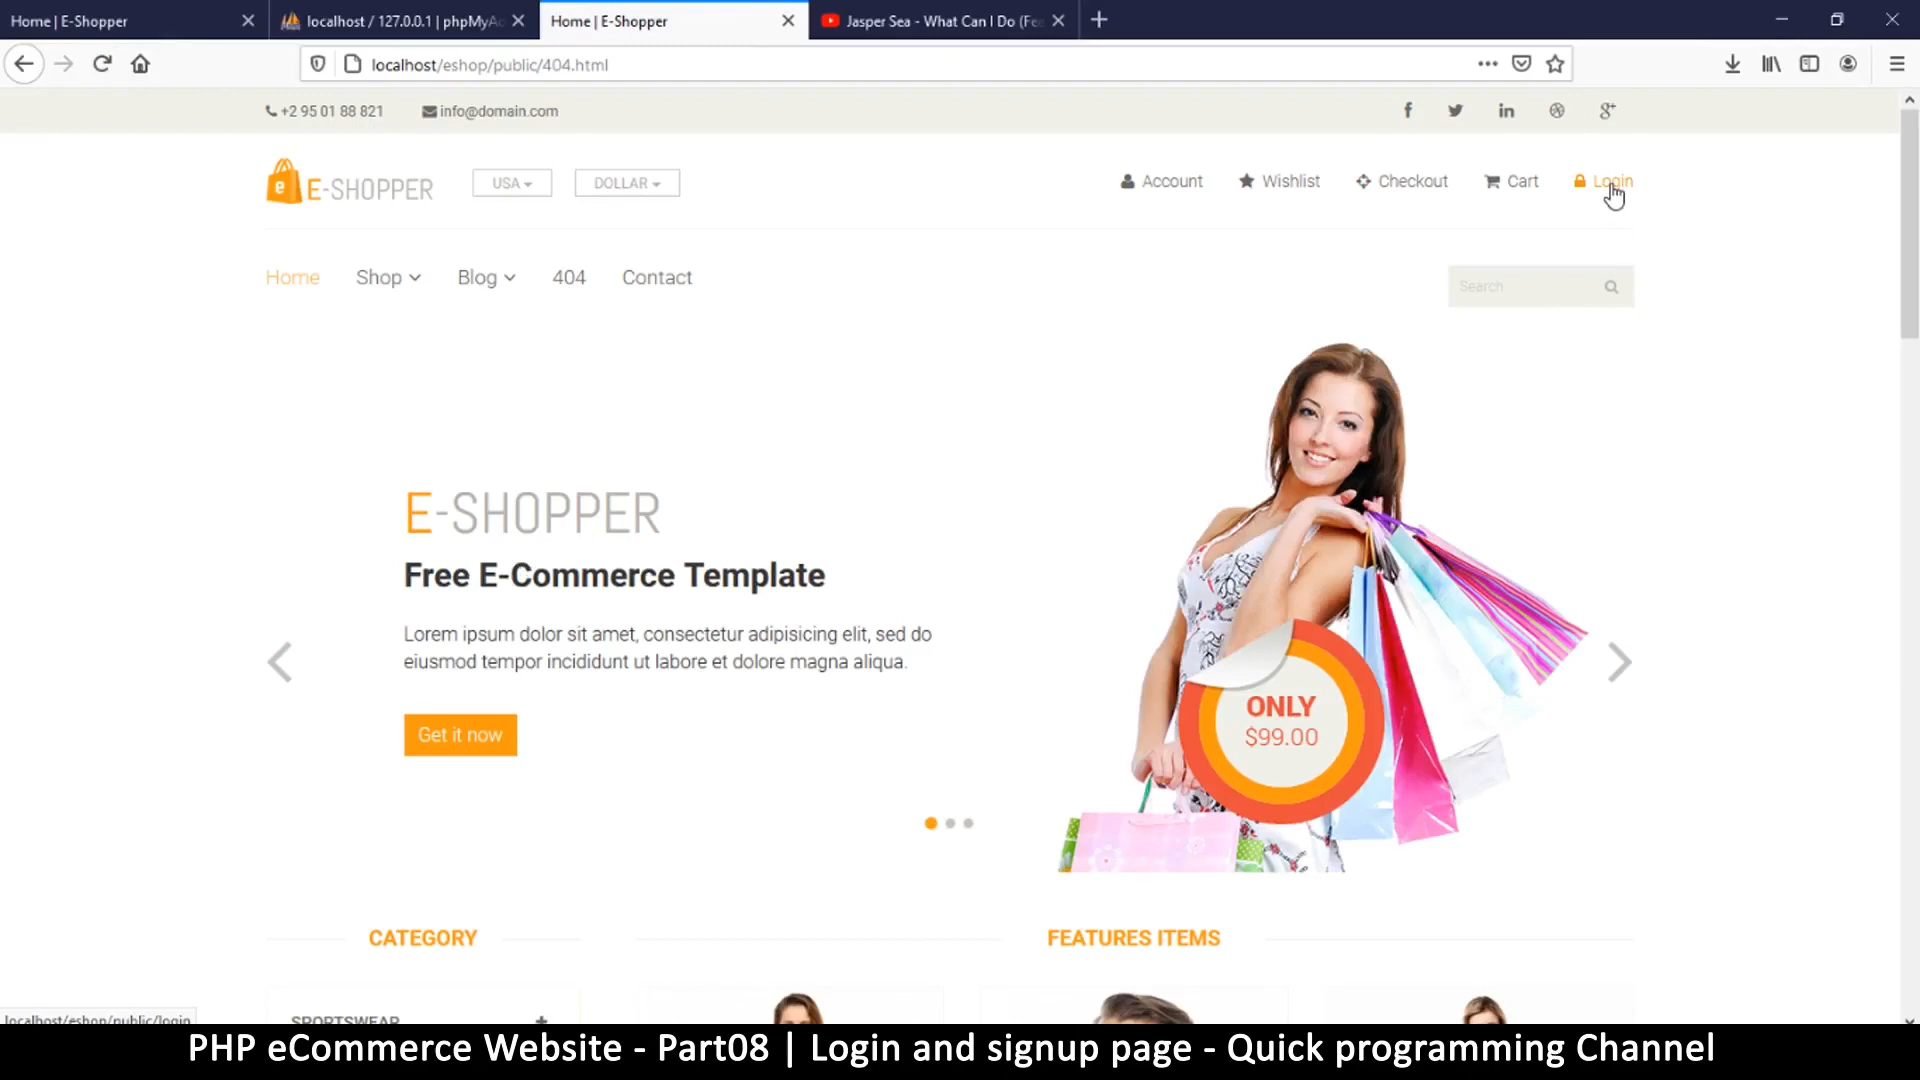 Home | E-Shopper
localhost / 127.0.0.1 | phpMyAd
Home | E-Shopper
Jasper Sea - What Can I Do (Fea
localhost/eshop/public/404.html
+2 95 01 88 821
info@domain.com
E-SHOPPER
USA
DOLLAR
Account
Wishlist
Checkout
Cart
Login
Home
Shop
Blog
404
Contact
Search
E-SHOPPER
Free E-Commerce Template
Lorem ipsum dolor sit amet, consectetur adipisicing elit, sed do
eiusmod tempor incididunt ut labore et dolore magna aliqua.
Get it now
ONLY
$99.00
CATEGORY
FEATURES ITEMS
SPORTSWEAR
localhost/eshop/public/login
PHP eCommerce Website - Part08 | Login and signup page - Quick programming Channel